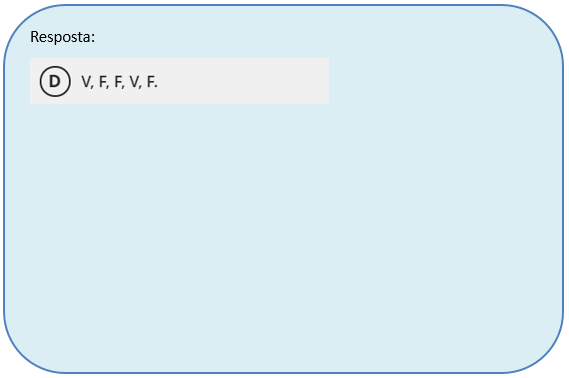 Resposta:
D V, F, F, V, F.